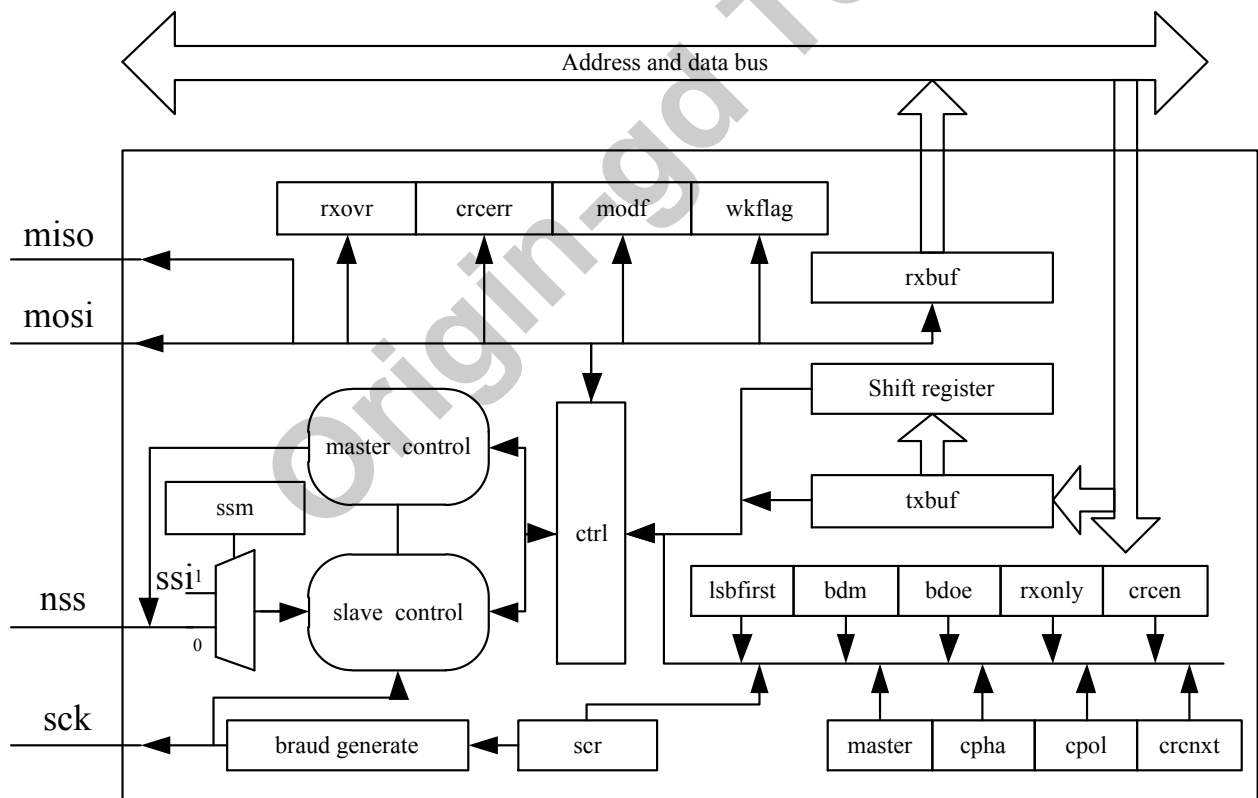 Address and data bus
rxovr crcerr modf wkflag
miso
rxbuf
mosi
Shift register
master control
ssm
txbuf
ctrl
ssi 1
nss
slave control
lsbfirst bdm bdoe rxonly crcen
0
sck
braud generate
scr
master cpha cpol crcnxt
Origin-gd